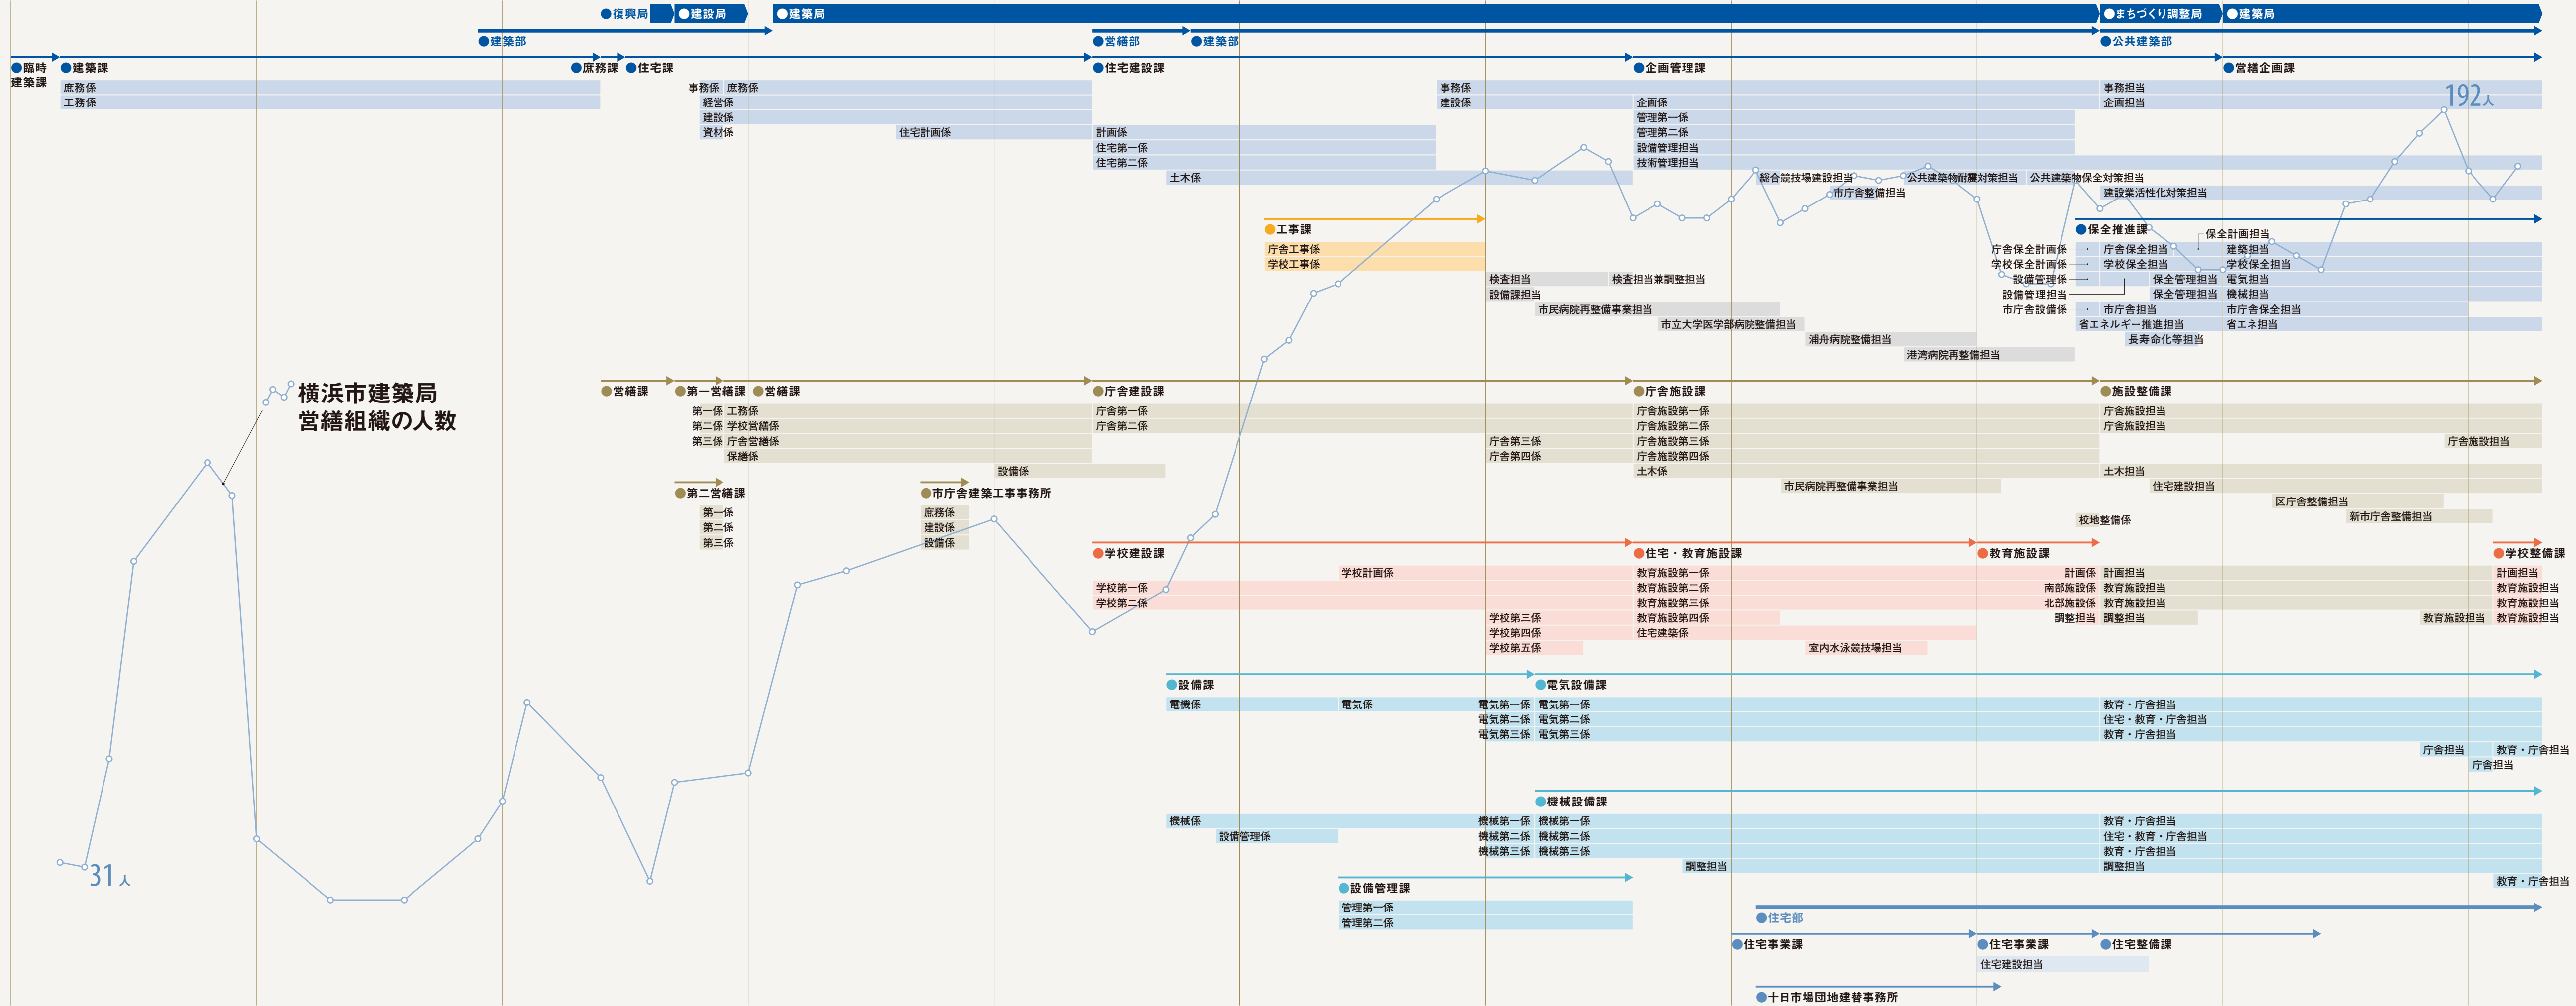 復興局
建設局
建築局
まちづくり調整局
建築局
建築部
営繕部
建築部
公共建築部
臨時
建築課
建築課
庶務課
住宅課
住宅建設課
企画管理課
営繕企画課
庶務係
事務係
庶務係
事務係
事務担当
工務係
経営係
建設係
企画係
企画担当
192人
建設係
管理第一係
資材係
住宅計画係
計画係
管理第二係
住宅第一係
設備管理担当
住宅第二係
技術管理担当
土木係
総合競技場建設担当
公共建築物耐震対策担当
公共建築物保全対策担当
市庁舎整備担当
建設業活性化対策担当
工事課
保全推進課
保全計画担当
庁舎工事係
庁舎保全計画係
庁舎保全担当
建築担当
学校工事係
学校保全計画係
学校保全担当
学校保全担当
検査担当
検査担当兼調整担当
設備管理係
保全管理担当
電気担当
設備課担当
設備管理担当
保全管理担当
機械担当
市民病院再整備事業担当
市庁舎設備係
市庁舎担当
市庁舎保全担当
市立大学医学部病院整備担当
省エネルギー推進担当
省エネ担当
浦舟病院整備担当
長寿命化等担当
港湾病院再整備担当
横浜市建築局
営繕組織の人数
営繕課
第一営繕課
営繕課
庁舎建設課
庁舎施設課
施設整備課
第一係
工務係
庁舎第一係
庁舎施設第一係
庁舎施設担当
第二係
学校営繕係
庁舎第二係
庁舎施設第二係
庁舎施設担当
第三係
庁舎営繕係
庁舎第三係
庁舎施設第三係
庁舎施設担当
保繕係
庁舎第四係
庁舎施設第四係
設備係
土木係
土木担当
第二営繕課
市庁舎建築工事事務所
市民病院再整備事業担当
住宅建設担当
区庁舎整備担当
第一係
庶務係
新市庁舎整備担当
第二係
建設係
校地整備係
第三係
設備係
学校建設課
住宅・教育施設課
教育施設課
学校整備課
学校計画係
教育施設第一係
計画係
計画担当
計画担当
学校第一係
教育施設第二係
南部施設係
教育施設担当
教育施設担当
学校第二係
教育施設第三係
北部施設係
教育施設担当
教育施設担当
学校第三係
教育施設第四係
調整担当
調整担当
教育施設担当
教育施設担当
学校第四係
住宅建築係
学校第五係
室内水泳競技場担当
設備課
電気設備課
電機係
電気係
電気第一係
電気第一係
教育・庁舎担当
電気第二係
電気第二係
住宅・教育・庁舎担当
電気第三係
電気第三係
教育・庁舎担当
庁舎担当
教育・庁舎担当
庁舎担当
機械設備課
機械係
機械第一係
機械第一係
教育・庁舎担当
設備管理係
機械第二係
機械第二係
住宅・教育・庁舎担当
機械第三係
機械第三係
教育・庁舎担当
調整担当
調整担当
31人
設備管理課
教育・庁舎担当
管理第一係
管理第二係
住宅部
住宅事業課
住宅事業課
住宅整備課
住宅建設担当
十日市場団地建替事務所